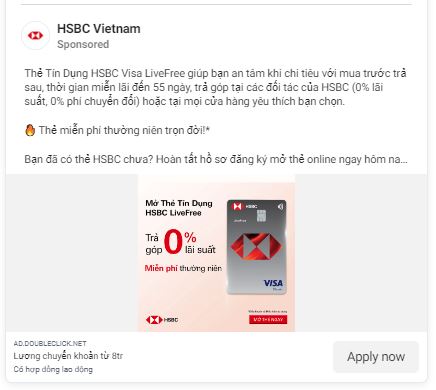 HSBC Vietnam
Sponsored
Thẻ Tín Dụng HSBC Visa LiveFree giúp bạn an tâm khi chi tiêu với mua trước trả
sau, thời gian miễn lãi đến 55 ngày, trả góp tại các đối tác của HSBC (0% lãi
suất, 0% phí chuyển đổi) hoặc tại mọi cửa hàng yêu thích bạn chọn.
🔥 Thẻ miễn phí thường niên trọn đời!*
Bạn đã có thẻ HSBC chưa? Hoàn tất hồ sơ đăng ký mở thẻ online ngay hôm na...
Mở Thẻ Tín Dụng
HSBC LiveFree
Trả góp 0% lãi suất
Miễn phí thường niên
HSBC
VISA
MỞ THẺ NGAY
HSBC
AD.DOUBLECLICK.NET
Lương chuyển khoản từ 8tr
Có hợp đồng lao động
Apply now